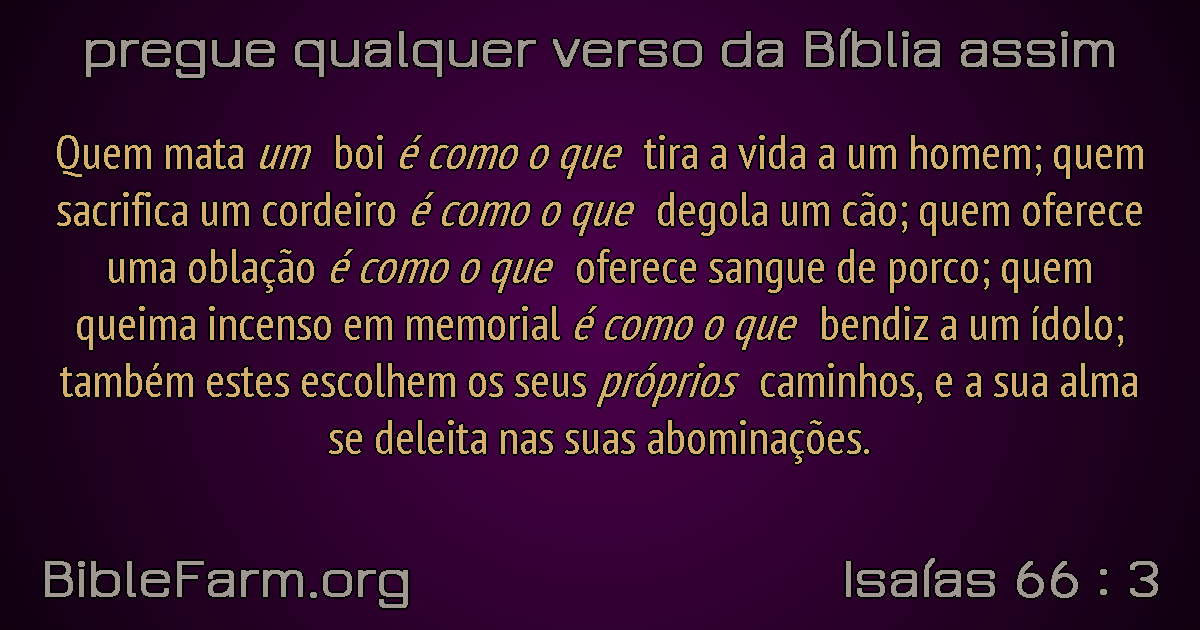 pregue qualquer verso da Bíblia assim
Quem mata um boi é como o que tira a vida a um homem; quem
sacrifica um cordeiro é como o que degola um cão; quem oferece
uma oblação é como o que oferece sangue de porco; quem
queima incenso em memorial é como o que bendiz a um ídolo;
também estes escolhem os seus próprios caminhos, e a sua alma
se deleita nas suas abominações.
BibleFarm.org
Isaías 66 : 3